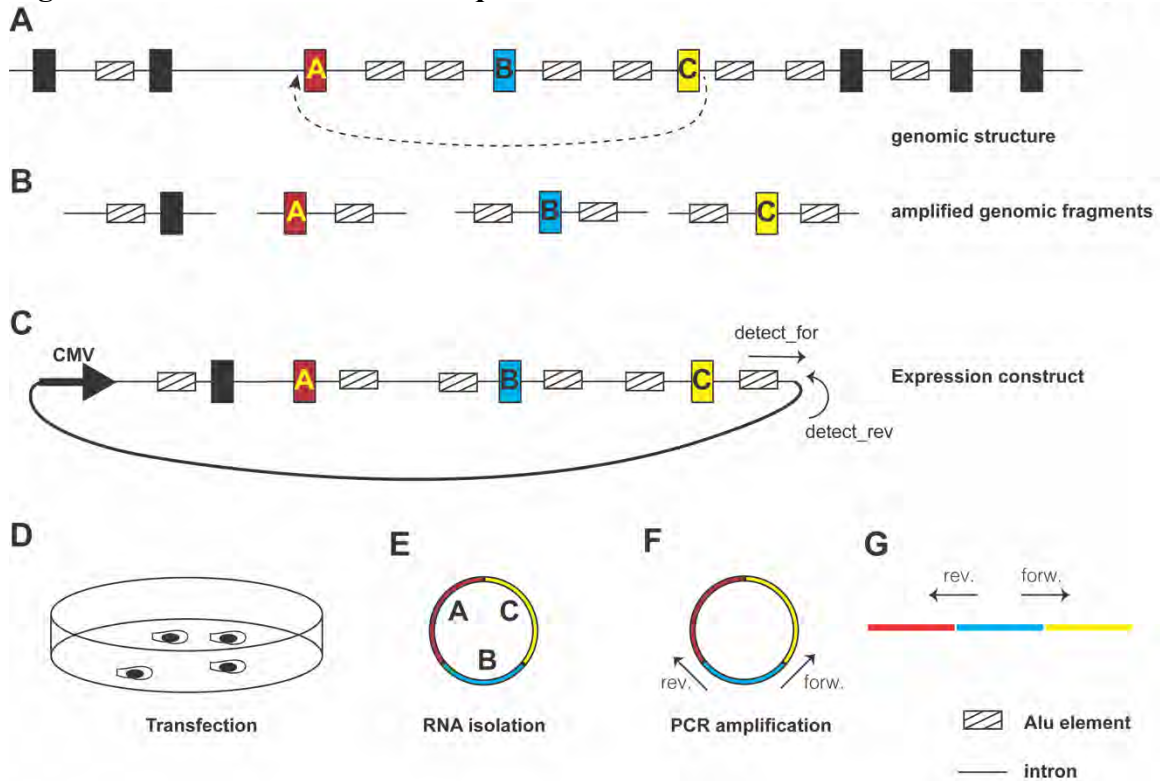 A
A
B
C
genomic structure
B
A
B
C
amplified genomic fragments
C
CMV
detect_for
A
B
C
Expression construct
detect_rev
D
E
F
G
A
C
B
rev.
forw.
rev.
forw.
Transfection
RNA isolation
PCR amplification
Alu element
intron